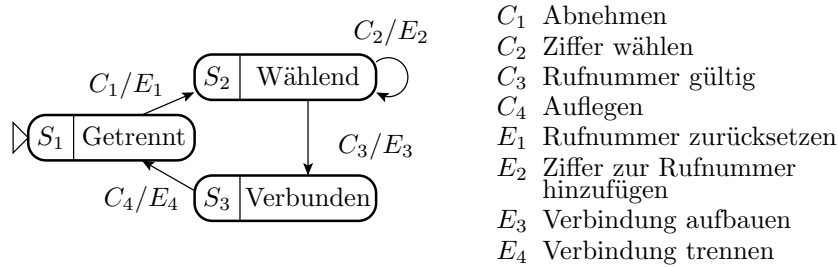 C₂/E₂
S₂ Wählend
C₁/E₁
S₁ Getrennt
C₃/E₃
C₄/E₄
S₃ Verbunden
C₁ Abnehmen
C₂ Ziffer wählen
C₃ Rufnummer gültig
C₄ Auflegen
E₁ Rufnummer zurücksetzen
E₂ Ziffer zur Rufnummer
hinzufügen
E₃ Verbindung aufbauen
E₄ Verbindung trennen